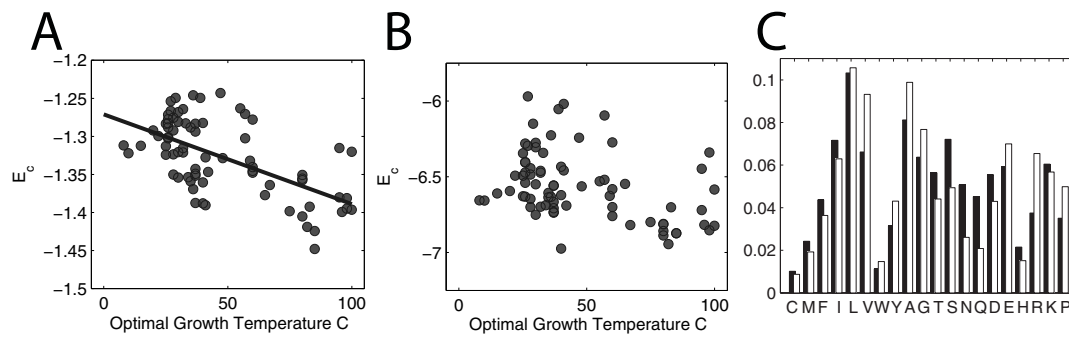 A
−1.2
−1.25
−1.3
−1.35
−1.4
−1.45
−1.5
E_c
0
50
100
Optimal Growth Temperature C
B
−6
−6.5
−7
E_c
0
50
100
Optimal Growth Temperature C
C
0.1
0.08
0.06
0.04
0.02
0
C M F I L V W Y A G T S N Q D E H R K P